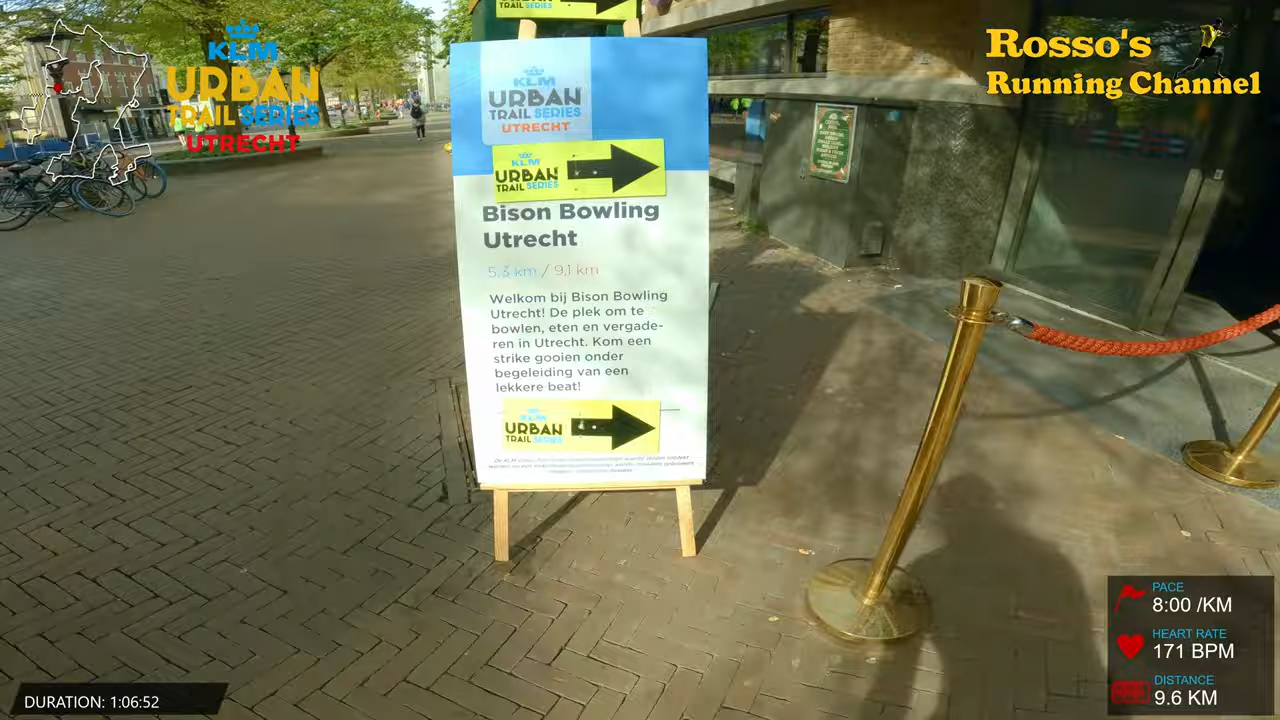 KLM
URBAN
TRAIL SERIES
UTRECHT
Rosso's
Running Channel
KLM
URBAN
TRAIL SERIES
UTRECHT
KLM
URBAN
TRAIL SERIES
Bison Bowling
Utrecht
5.3 km / 9.1 km
Welkom bij Bison Bowling
Utrecht! De plek om te
bowlen, eten en vergade-
ren in Utrecht. Kom een
strike gooien onder
begeleiding van een
lekkere beat!
KLM
URBAN
TRAIL SERIES
PACE
8:00 /KM
HEART RATE
171 BPM
DISTANCE
9.6 KM
DURATION: 1:06:52